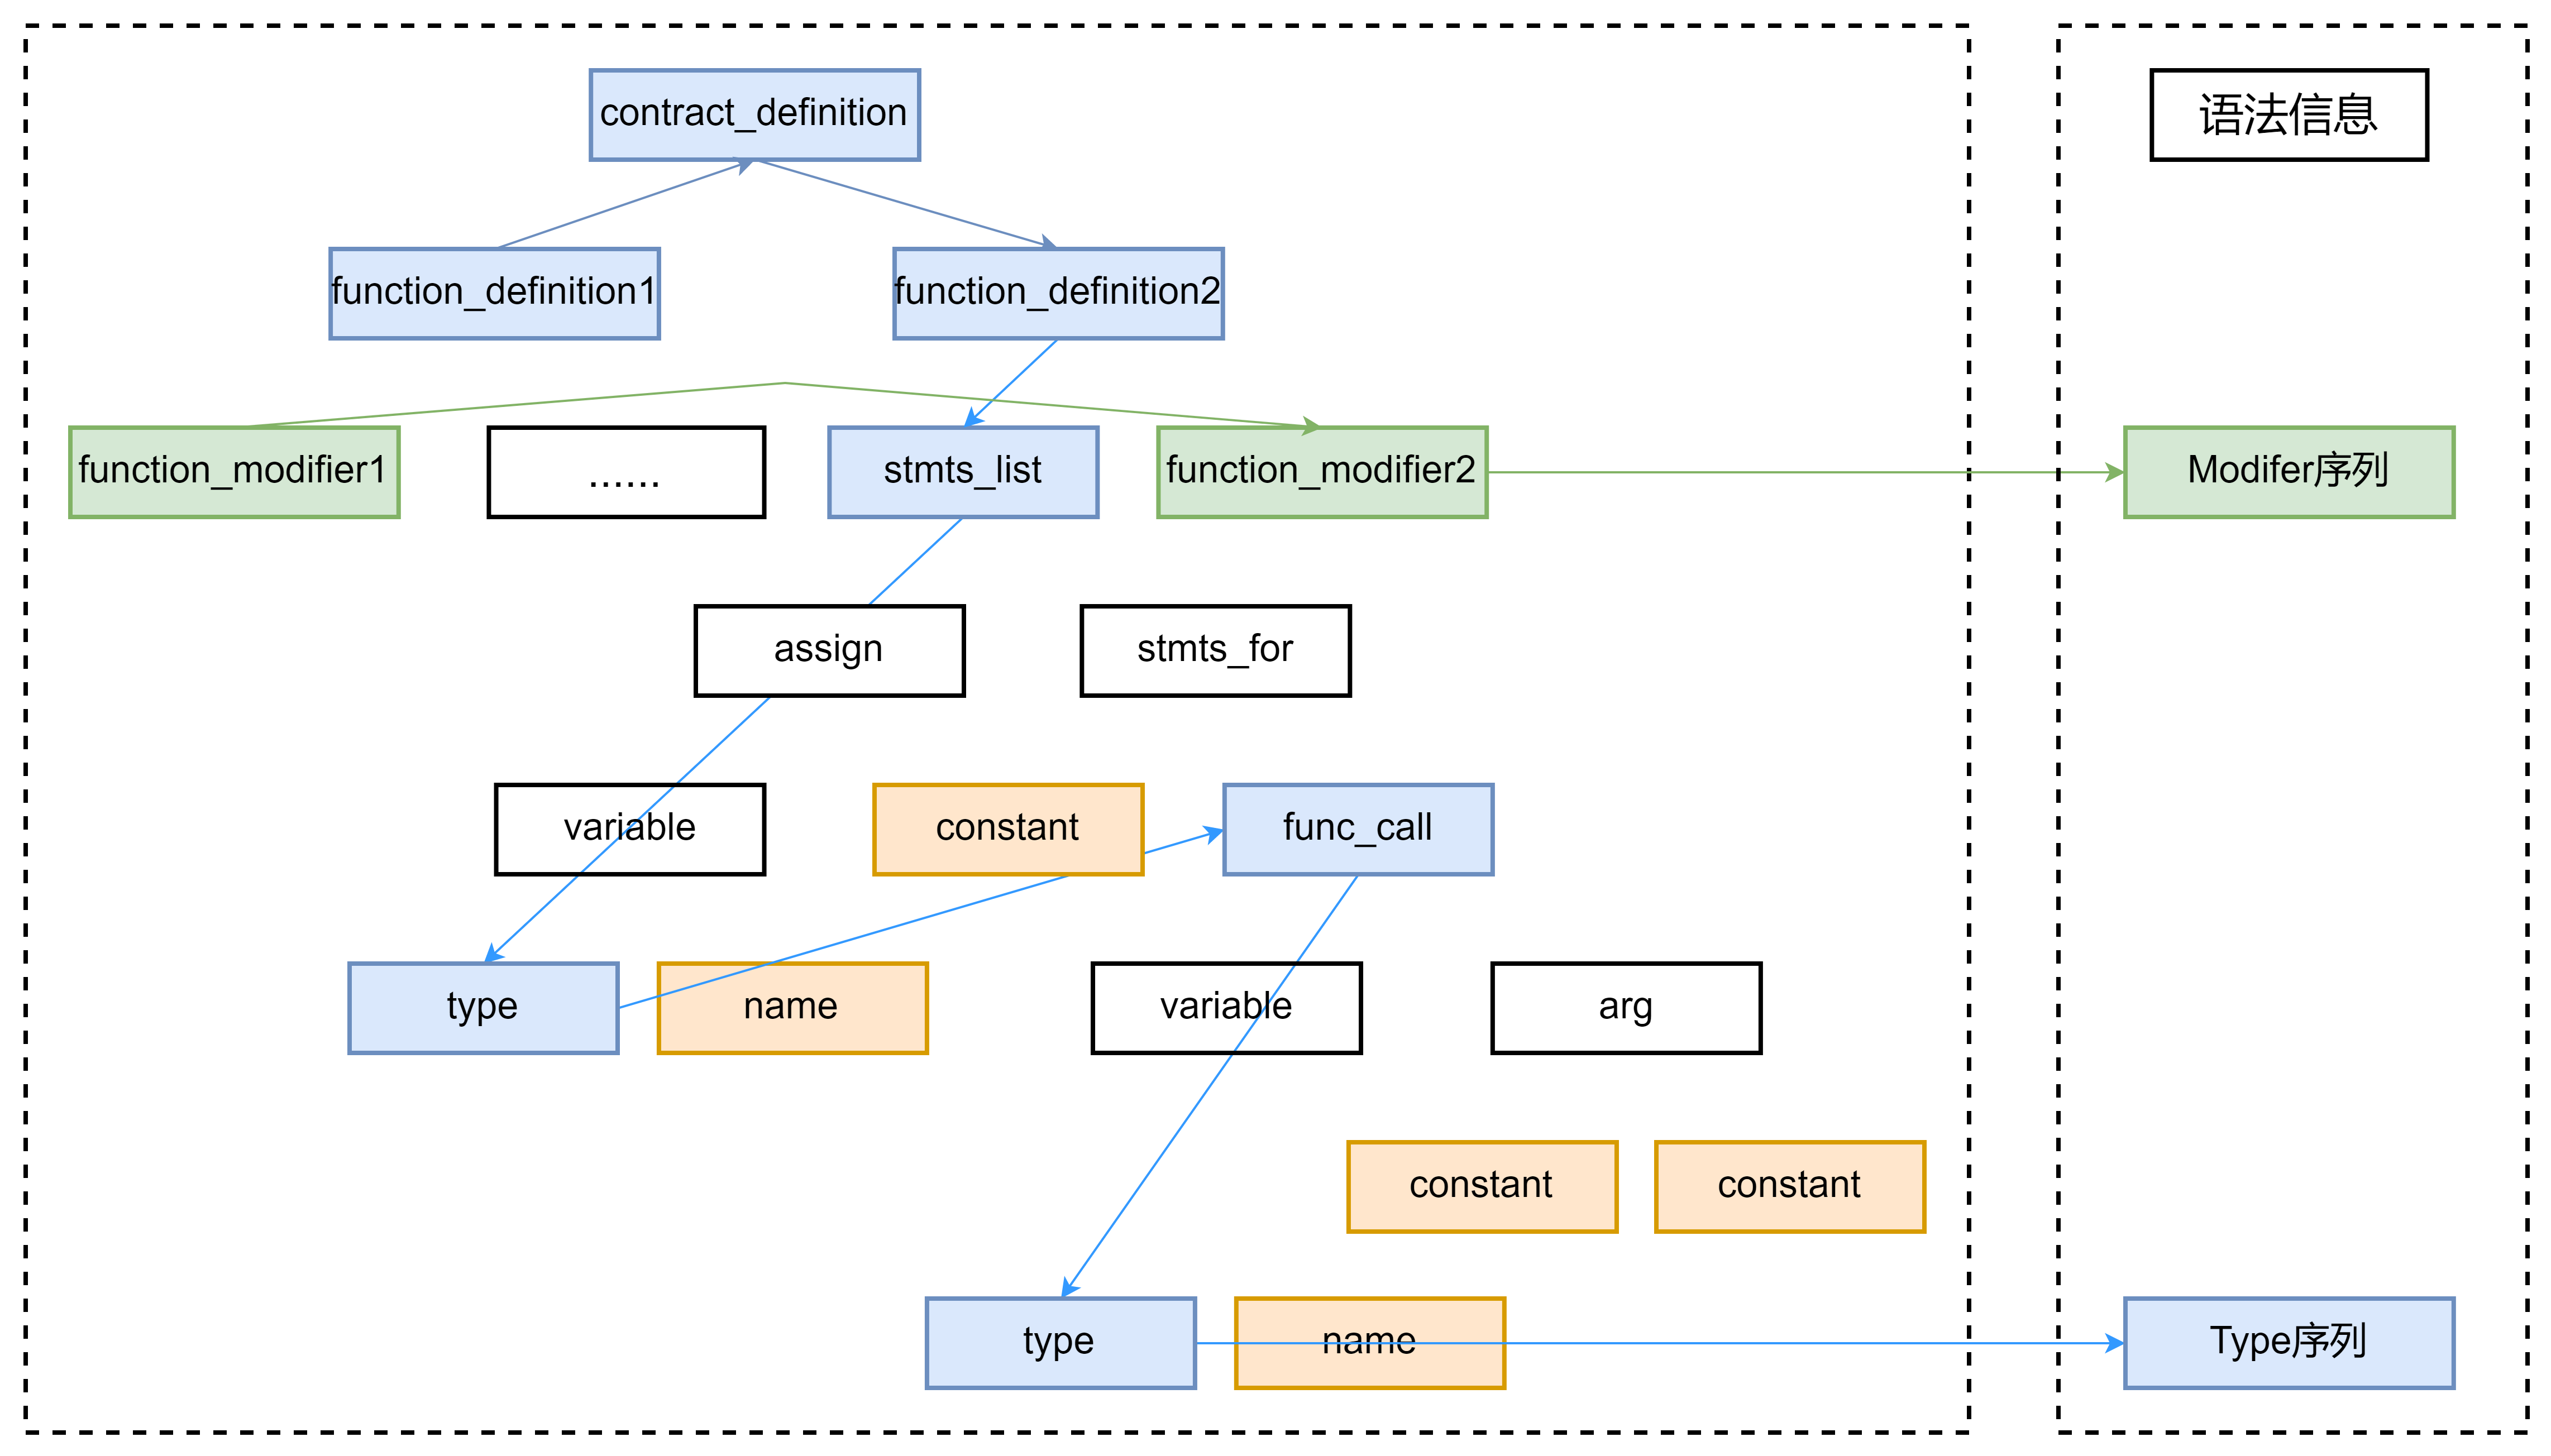 contract_definition
语法信息
function_definition1
function_definition2
function_modifier1
......
stmts_list
function_modifier2
Modifer序列
assign
stmts_for
variable
constant
func_call
type
name
variable
arg
constant
constant
type
name
Type序列